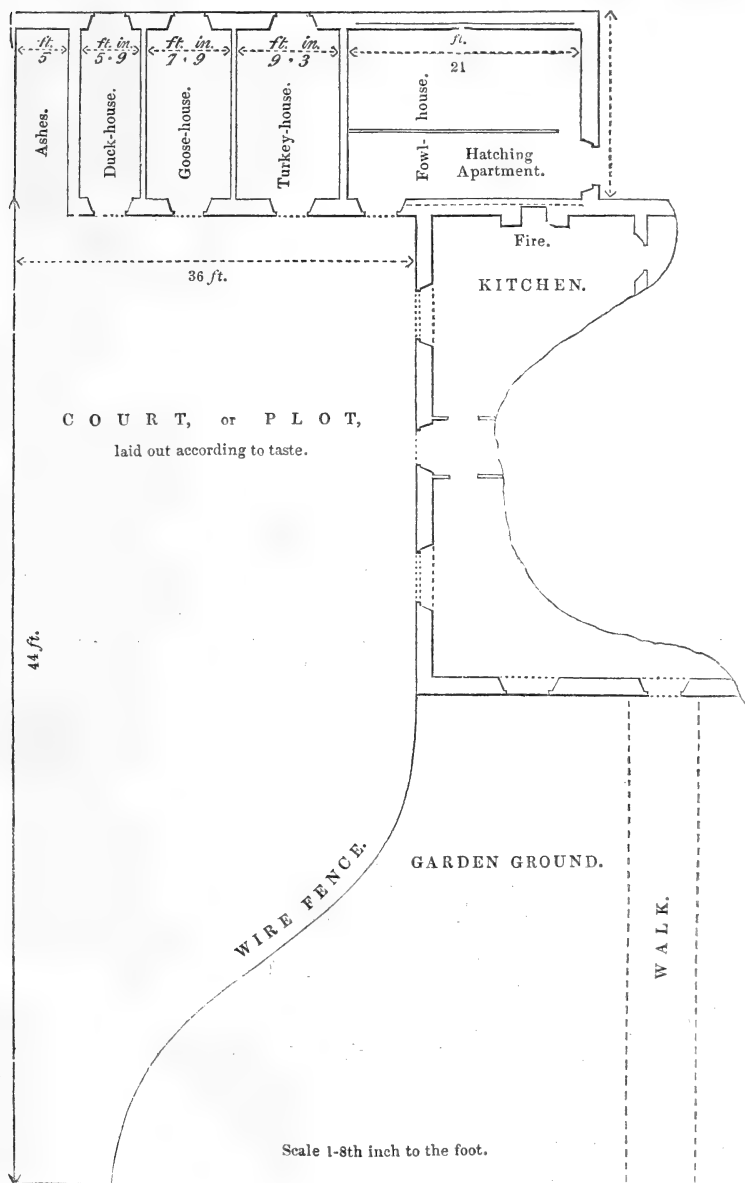 ft.
5
ft. in.
5 · 9
ft. in.
7 · 9
ft. in.
9 · 3
ft.
21
Ashes.
Duck-house.
Goose-house.
Turkey-house.
Fowl-house.
Hatching
Apartment.
Fire.
36 ft.
KITCHEN.
COURT, or PLOT,
laid out according to taste.
44 ft.
WIRE FENCE.
GARDEN GROUND.
WALK.
Scale 1-8th inch to the foot.